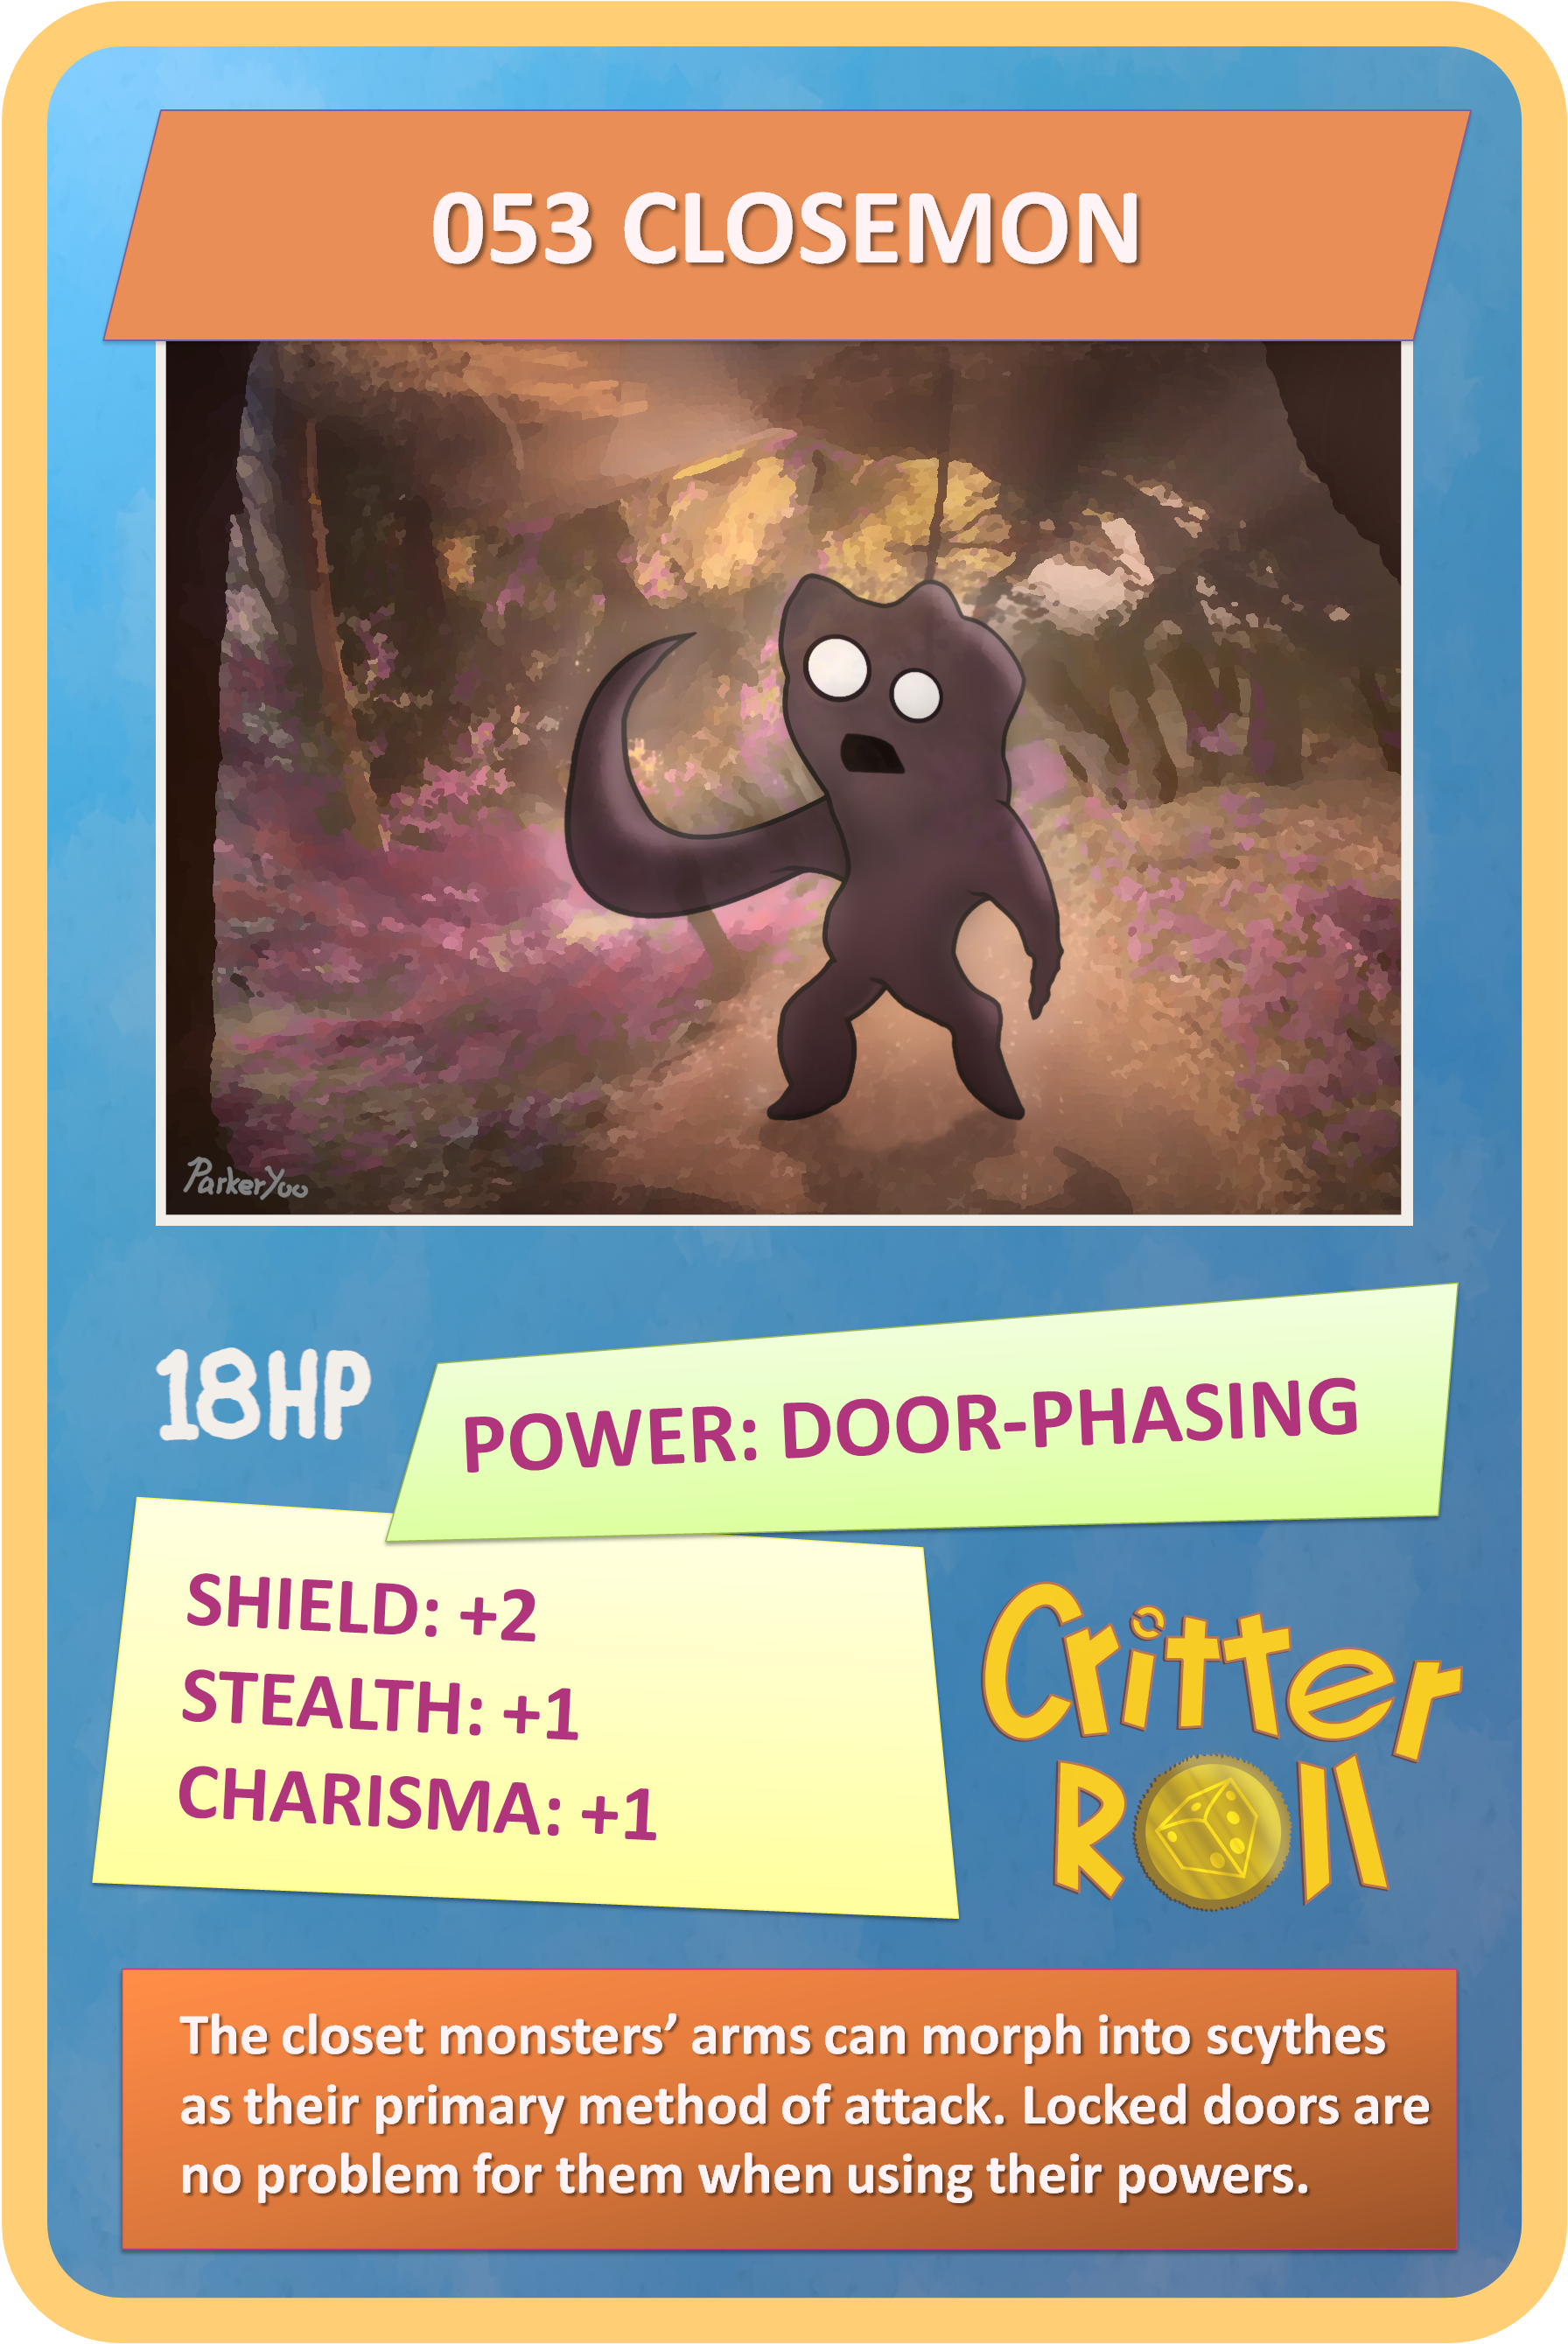 053 CLOSEMON
ParkerYoo
18HP
POWER: DOOR-PHASING
SHIELD: +2
STEALTH: +1
CHARISMA: +1
Critter
Roll
The closet monsters’ arms can morph into scythes
as their primary method of attack. Locked doors are
no problem for them when using their powers.